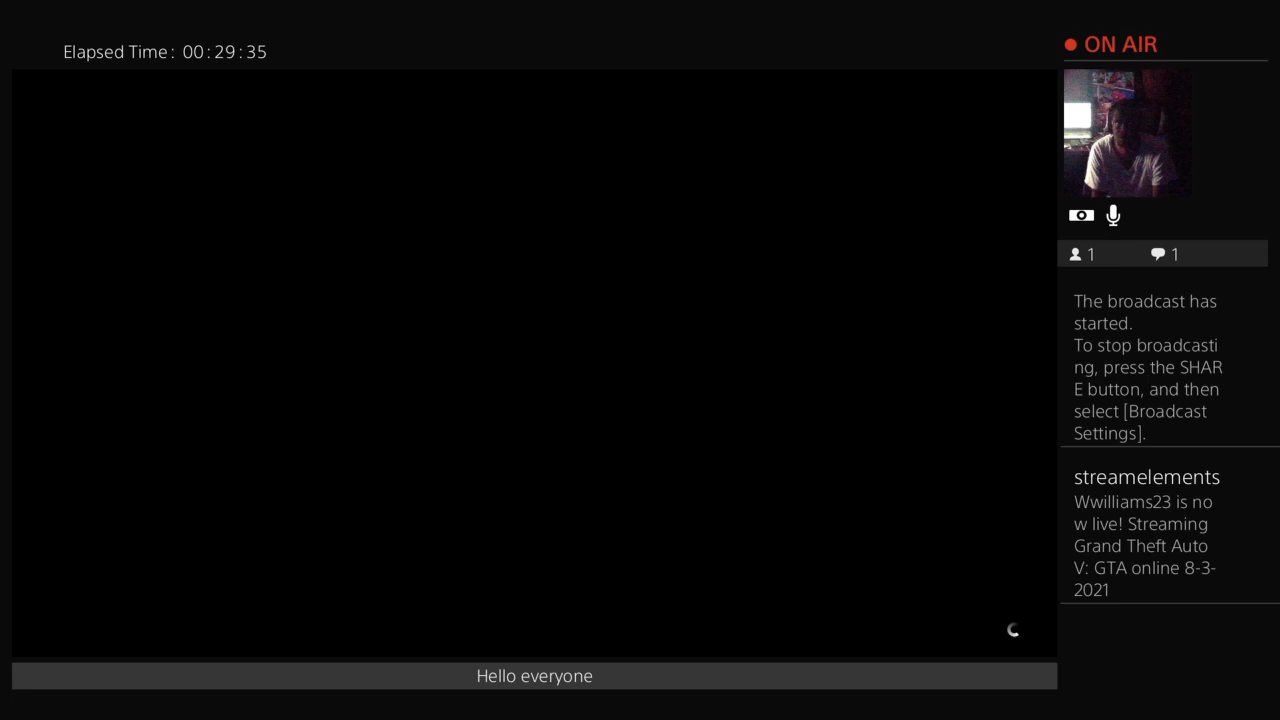 Elapsed Time: 00:29:35
ON AIR
1 1
The broadcast has
started.
To stop broadcasti
ng, press the SHAR
E button, and then
select [Broadcast
Settings].
streamelements
Wwilliams23 is no
w live! Streaming
Grand Theft Auto
V: GTA online 8-3-
2021
Hello everyone